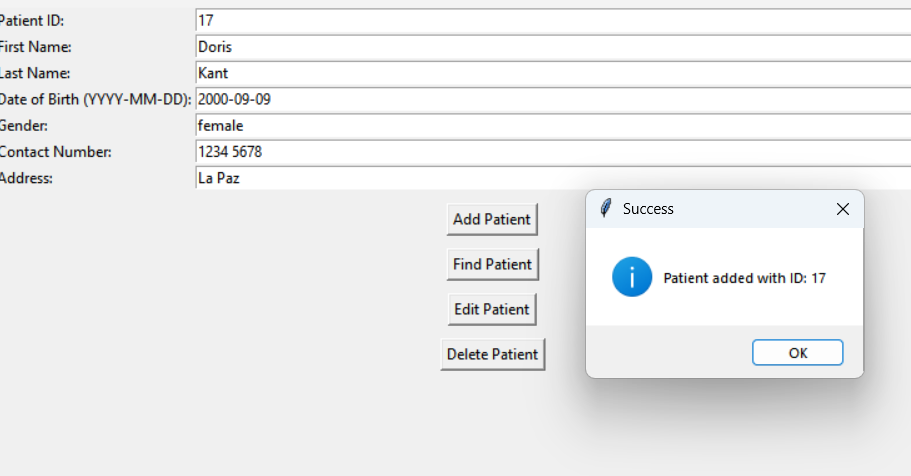 Patient ID: 17
First Name: Doris
Last Name: Kant
Date of Birth (YYYY-MM-DD): 2000-09-09
Gender: female
Contact Number: 1234 5678
Address: La Paz
Add Patient
Find Patient
Edit Patient
Delete Patient
Success
Patient added with ID: 17
OK